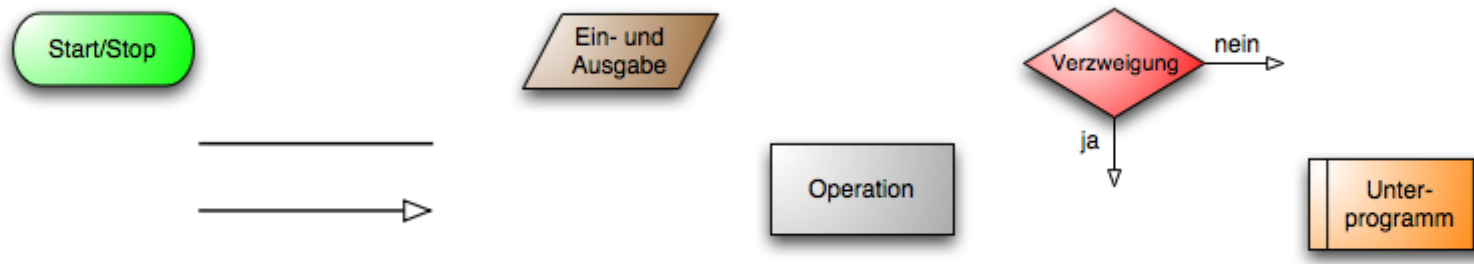 Start/Stop
Ein- und
Ausgabe
Verzweigung
nein
ja
Operation
Unter-
programm